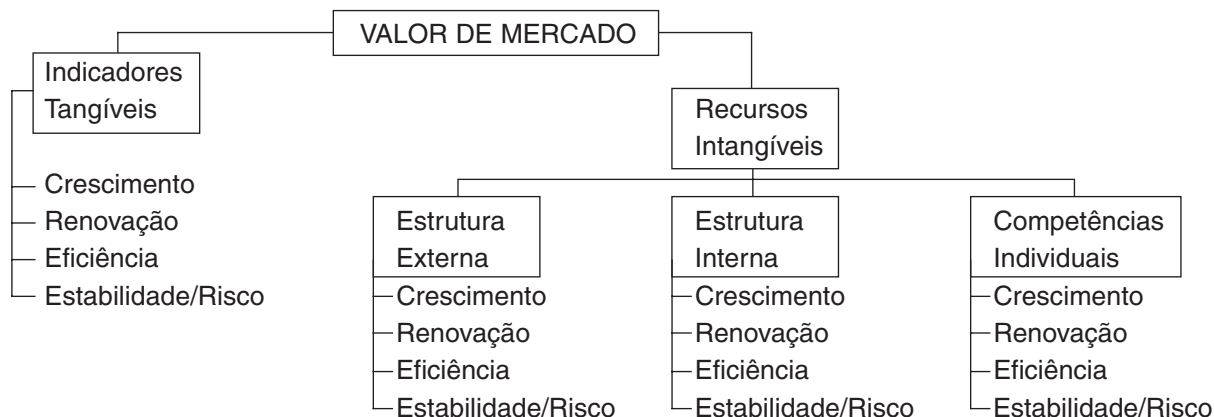 VALOR DE MERCADO
Indicadores
Tangíveis
Crescimento
Renovação
Eficiência
Estabilidade/Risco
Recursos
Intangíveis
Estrutura
Externa
Crescimento
Renovação
Eficiência
Estabilidade/Risco
Estrutura
Interna
Crescimento
Renovação
Eficiência
Estabilidade/Risco
Competências
Individuais
Crescimento
Renovação
Eficiência
Estabilidade/Risco